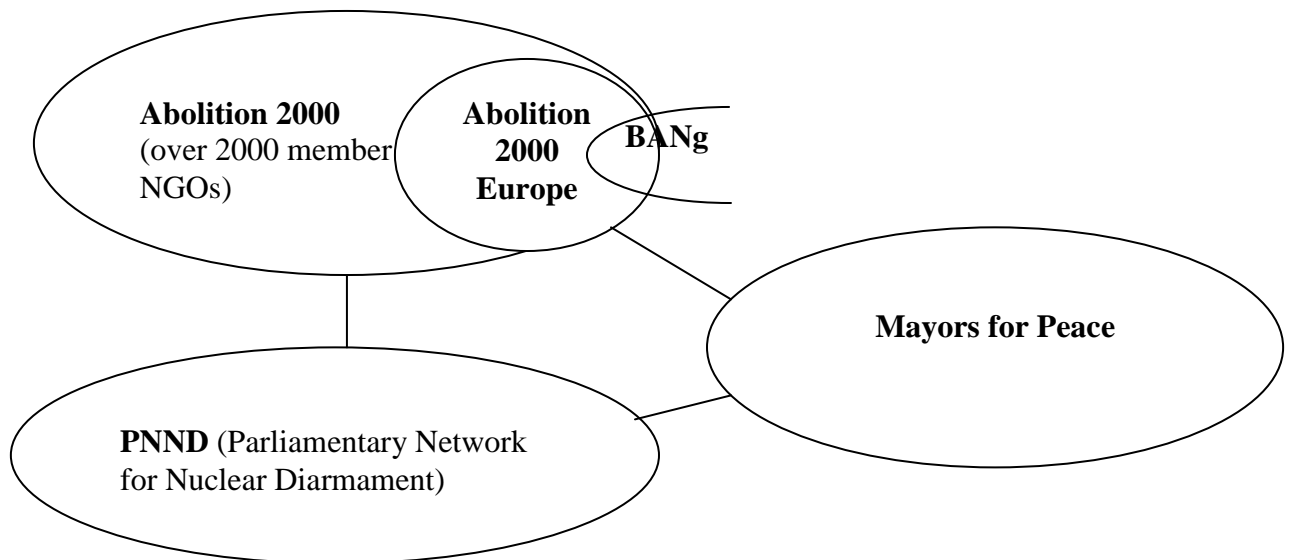 Abolition 2000
(over 2000 member
NGOs)
Abolition
2000
Europe
BANg
Mayors for Peace
PNND (Parliamentary Network
for Nuclear Diarmament)